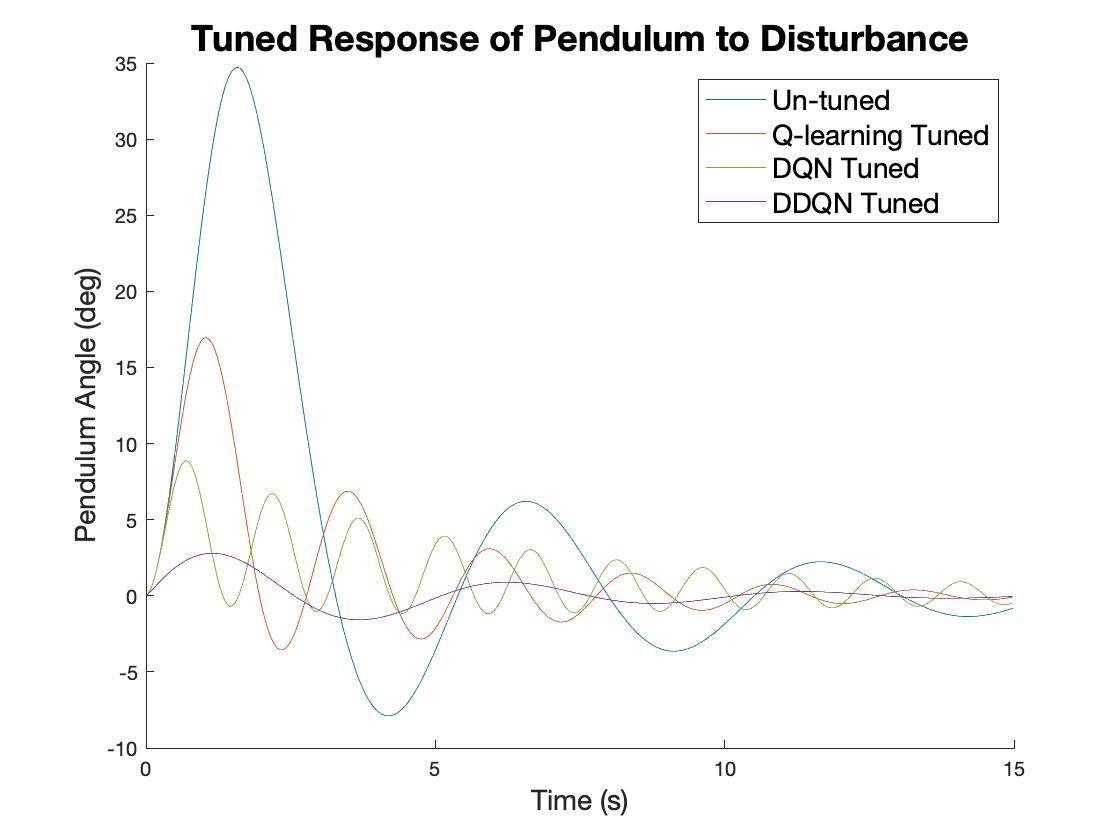 Tuned Response of Pendulum to Disturbance
35
30
25
20
15
10
5
0
-5
-10
Pendulum Angle (deg)
Un-tuned
Q-learning Tuned
DQN Tuned
DDQN Tuned
0 5 10 15
Time (s)